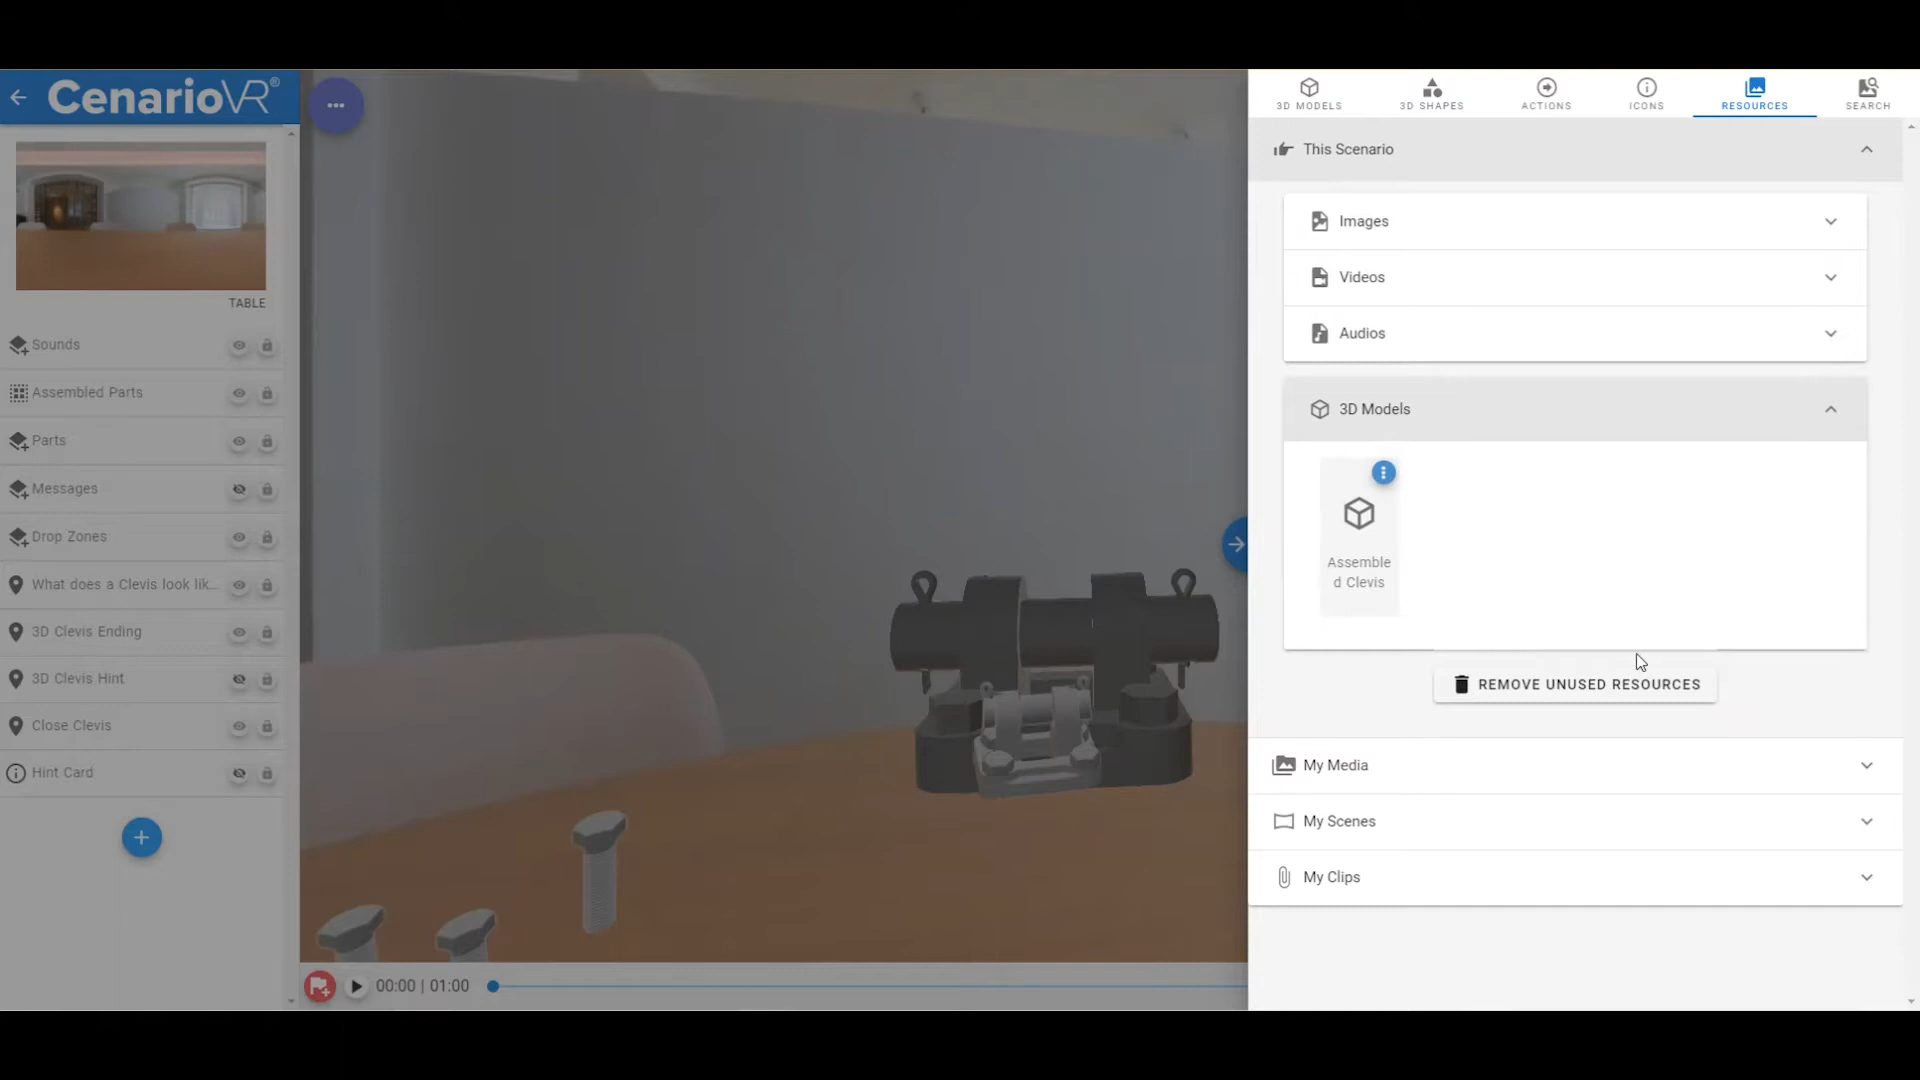 CenarioVR®
TABLE
Sounds
Assembled Parts
Parts
Messages
Drop Zones
What does a Clevis look lik...
3D Clevis Ending
3D Clevis Hint
Close Clevis
Hint Card
00:00 | 01:00
3D MODELS
3D SHAPES
ACTIONS
ICONS
RESOURCES
SEARCH
This Scenario
Images
Videos
Audios
3D Models
Assemble
d Clevis
REMOVE UNUSED RESOURCES
My Media
My Scenes
My Clips